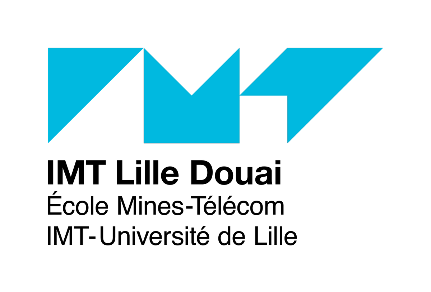 IMT Lille Douai
École Mines-Télécom
IMT-Université de Lille